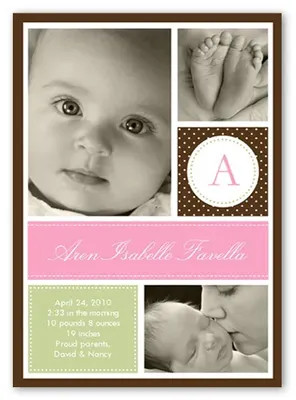 A
Aren Isabelle Favella
April 24, 2010
2:33 in the morning
10 pounds 8 ounces
19 inches
Proud parents,
David & Nancy